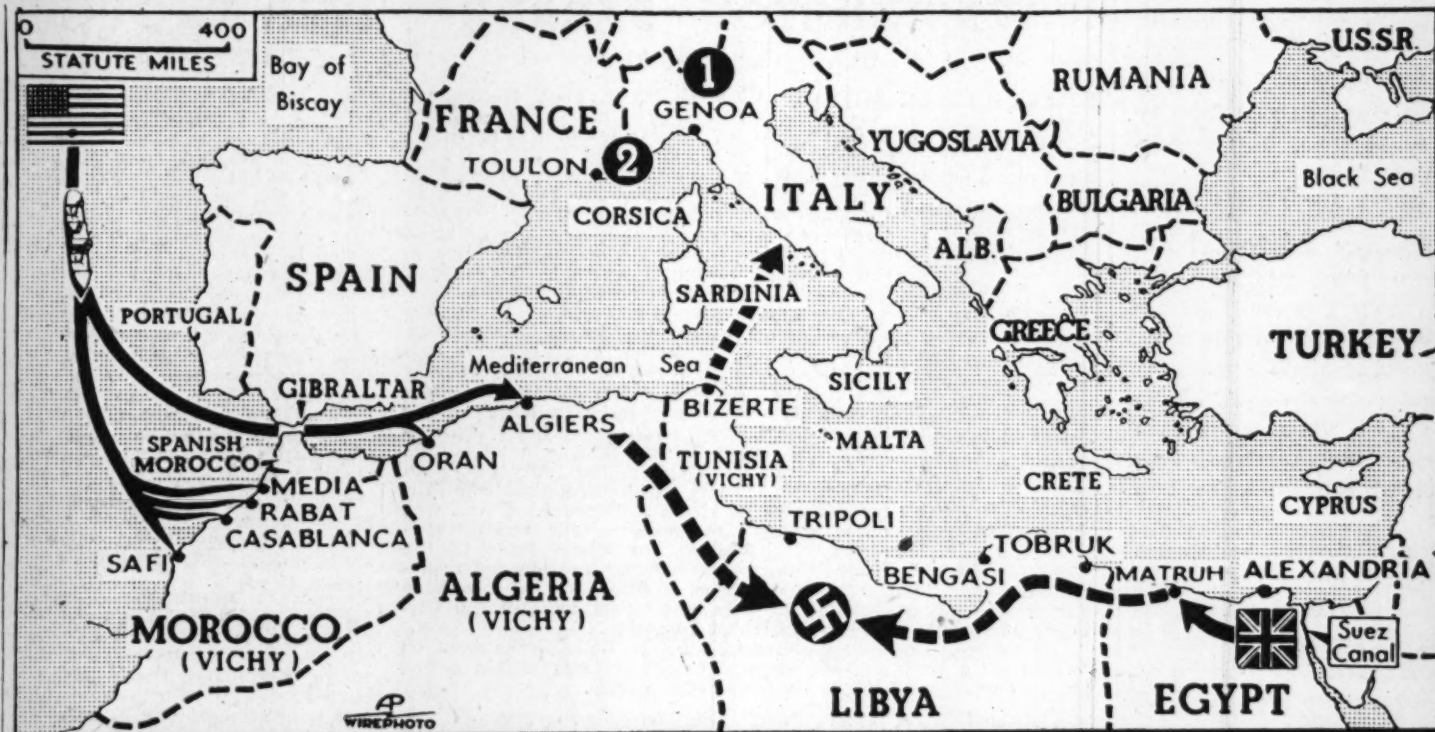 0 400
STATUTE MILES
Bay of
Biscay
U.S.S.R.
RUMANIA
1
GENOA
FRANCE
YUGOSLAVIA
TOULON
2
ITALY
Black Sea
BULGARIA
CORSICA
ALB.
SPAIN
SARDINIA
PORTUGAL
GREECE
TURKEY
Mediterranean Sea
SICILY
GIBRALTAR
BIZERTE
ALGIERS
MALTA
SPANISH
MOROCCO
ORAN
TUNISIA
(VICHY)
CRETE
MEDIA
CYPRUS
RABAT
TRIPOLI
CASABLANCA
TOBRUK
SAFI
BENGASI
MATRUH
ALEXANDRIA
ALGERIA
(VICHY)
MOROCCO
(VICHY)
Suez
Canal
LIBYA
EGYPT
AP
WIREPHOTO